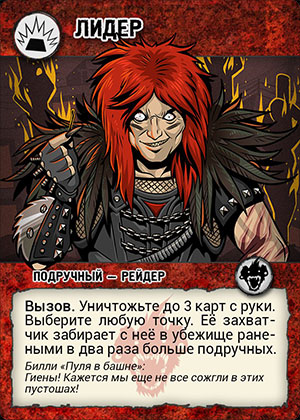 ЛИДЕР
ПОДРУЧНЫЙ – РЕЙДЕР
Вызов. Уничтожьте до 3 карт с руки.
Выберите любую точку. Её захват-
чик забирает с неё в убежище ране-
ными в два раза больше подручных.
Билли «Пуля в башне»:
Гиены! Кажется мы еще не все сожгли в этих
пустошах!